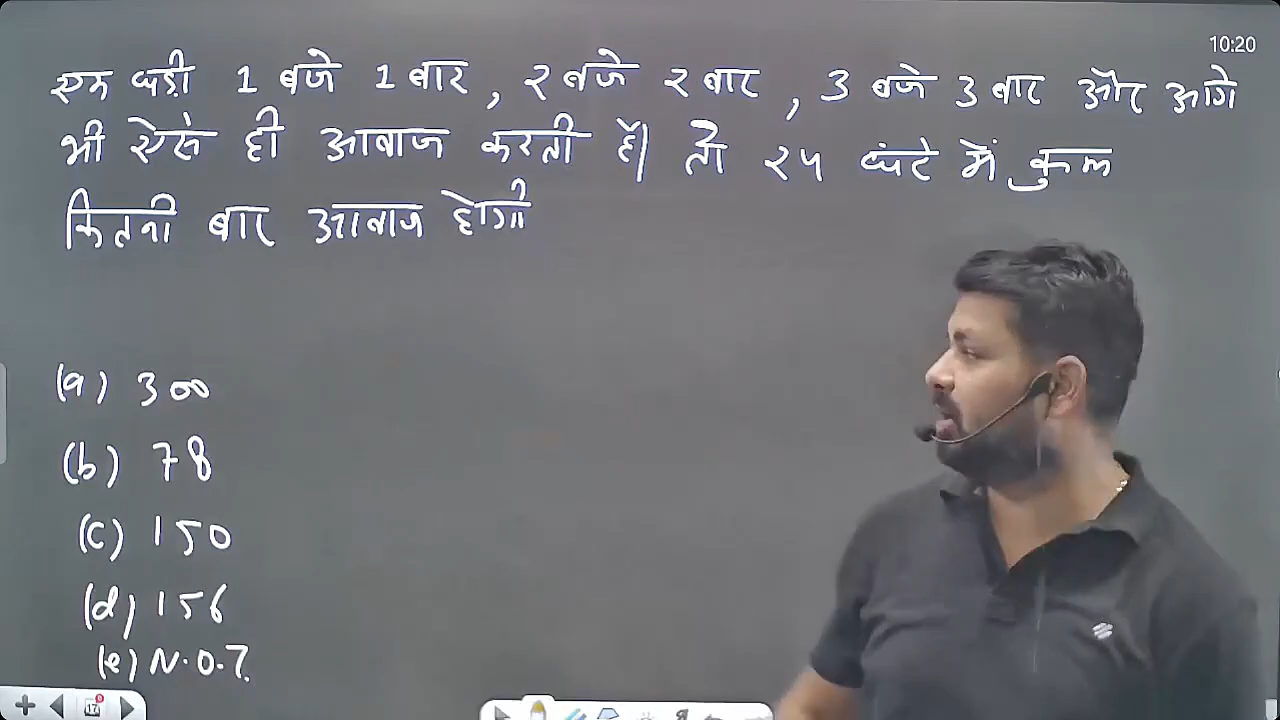 10:20
एक घड़ी 1 बजे 1 बार, 2 बजे 2 बार, 3 बजे 3 बार और आगे
भी ऐसे ही आवाज करती है। तो 24 घंटे में कुल
कितनी बार आवाज होगी
(a) 300
(b) 78
(c) 150
(d) 156
(e) N.O.T.